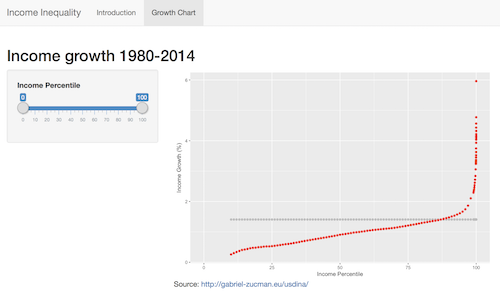 Income Inequality Introduction Growth Chart
Income growth 1980-2014
Income Percentile
0 100
0 10 20 30 40 50 60 70 80 90 100
Income Growth (%)
6
4
2
0
0 25 50 75 100
Income Percentile
Source: http://gabriel-zucman.eu/usdina/